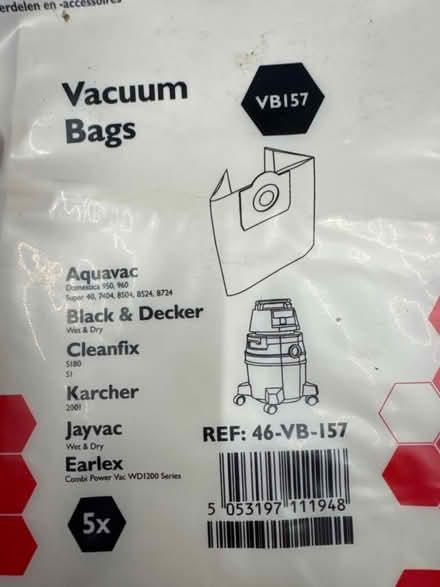 en -accessoires
Vacuum
Bags
VB157
Aquavac
Domestica 950, 960
Super 40, 7404, 8504, 8524, 8724
Black & Decker
Wet & Dry
Cleanfix
S180
S1
Karcher
2001
Jayvac
Wet & Dry
Earlex
Combi Power Vac WD1200 Series
5x
REF: 46-VB-157
5 053197 111948